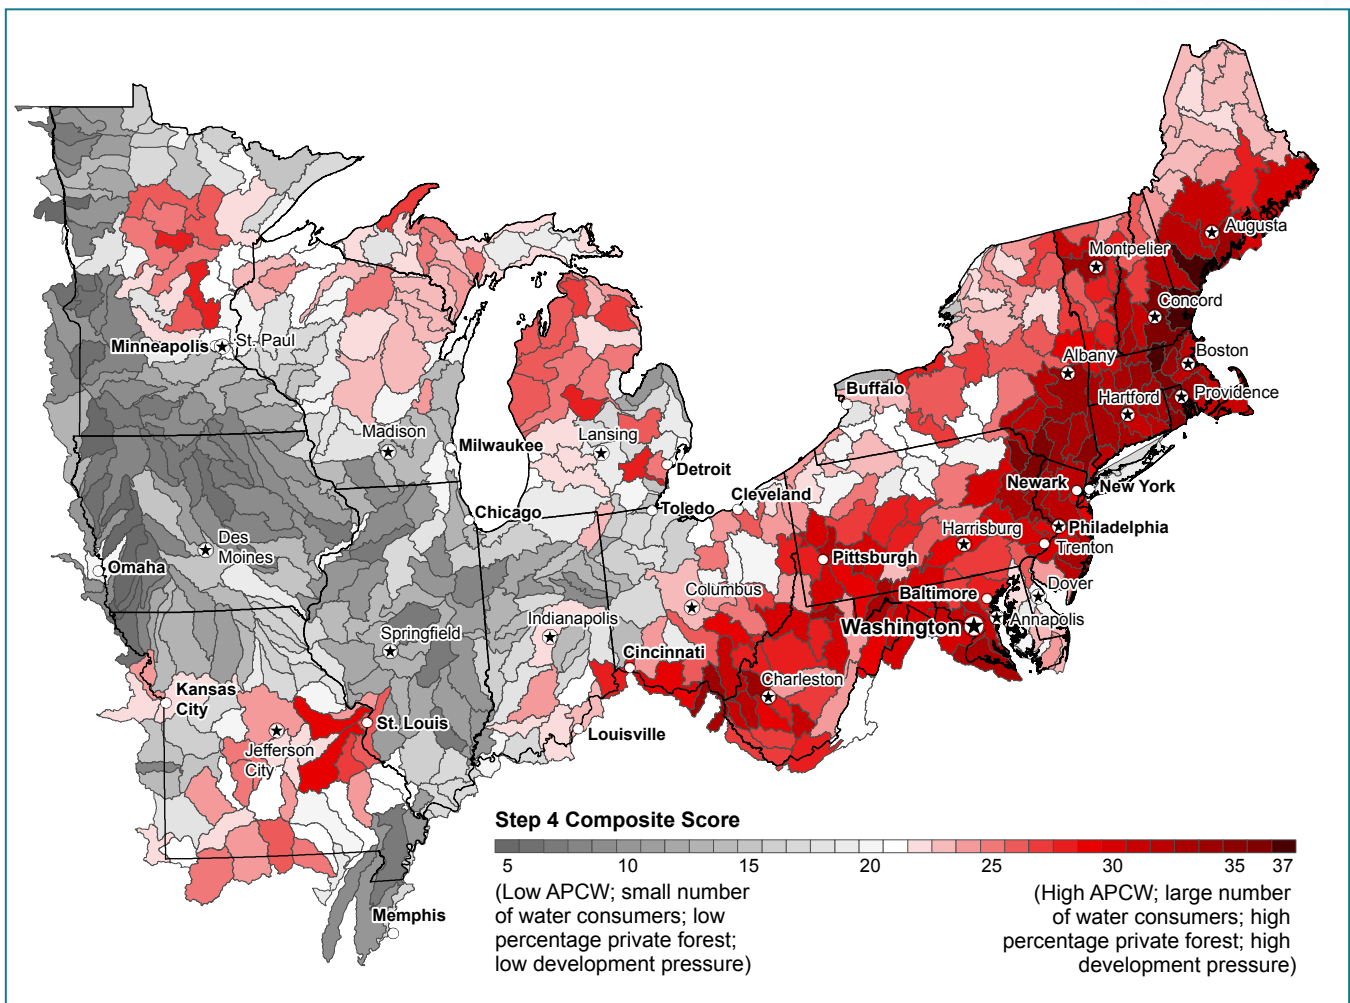 Augusta
Montpelier
Concord
Boston
Albany
Providence
Hartford
Minneapolis
St. Paul
Buffalo
Madison
Milwaukee
Lansing
Detroit
Newark
New York
Cleveland
Chicago
Toledo
Harrisburg
Philadelphia
Des
Moines
Trenton
Omaha
Pittsburgh
Columbus
Baltimore
Dover
Indianapolis
Annapolis
Springfield
Washington
Cincinnati
Charleston
Kansas
City
St. Louis
Louisville
Jefferson
City
Memphis
Step 4 Composite Score
5 10 15 20 25 30 35 37
(Low APCW; small number
of water consumers; low
percentage private forest;
low development pressure)
(High APCW; large number
of water consumers; high
percentage private forest; high
development pressure)